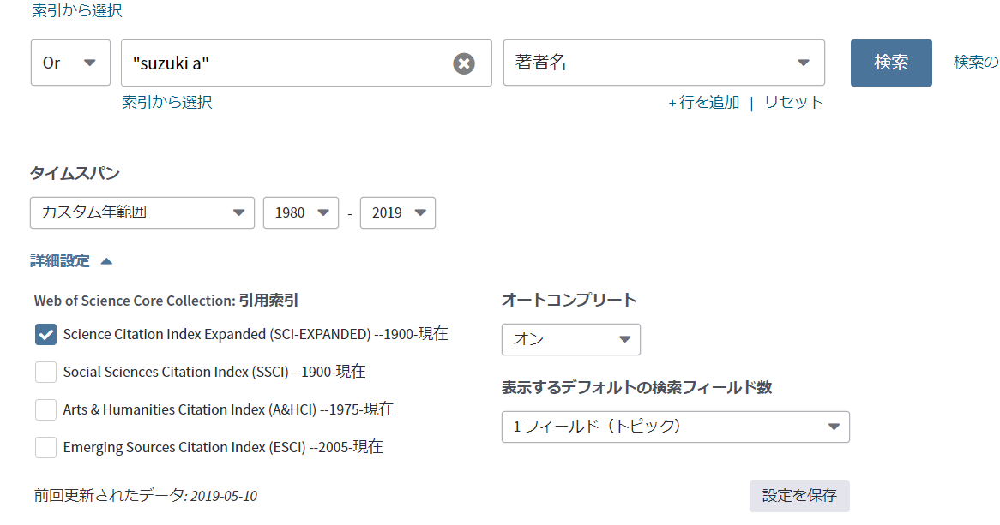 索引から選択
Or "suzuki a" 著者名 検索 検索の
索引から選択 + 行を追加 | リセット
タイムスパン
カスタム年範囲 1980 - 2019
詳細設定
Web of Science Core Collection: 引用索引
Science Citation Index Expanded (SCI-EXPANDED) --1900-現在
Social Sciences Citation Index (SSCI) --1900-現在
Arts & Humanities Citation Index (A&HCI) --1975-現在
Emerging Sources Citation Index (ESCI) --2005-現在
オートコンプリート
オン
表示するデフォルトの検索フィールド数
1 フィールド（トピック）
前回更新されたデータ: 2019-05-10
設定を保存